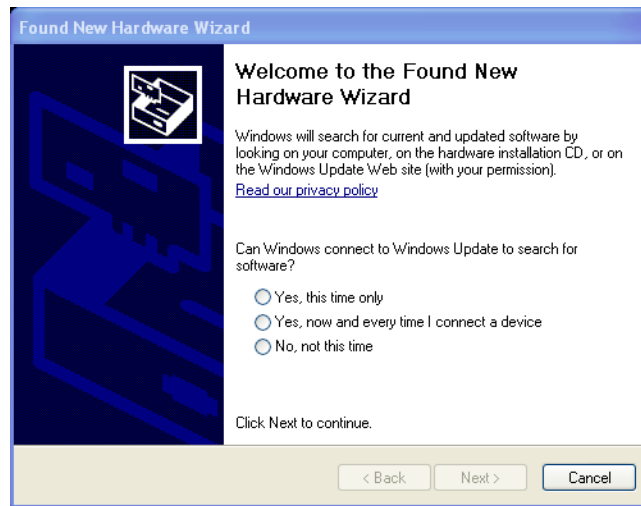 Found New Hardware Wizard
Welcome to the Found New
Hardware Wizard
Windows will search for current and updated software by
looking on your computer, on the hardware installation CD, or on
the Windows Update Web site (with your permission).
Read our privacy policy
Can Windows connect to Windows Update to search for
software?
Yes, this time only
Yes, now and every time I connect a device
No, not this time
Click Next to continue.
< Back Next > Cancel